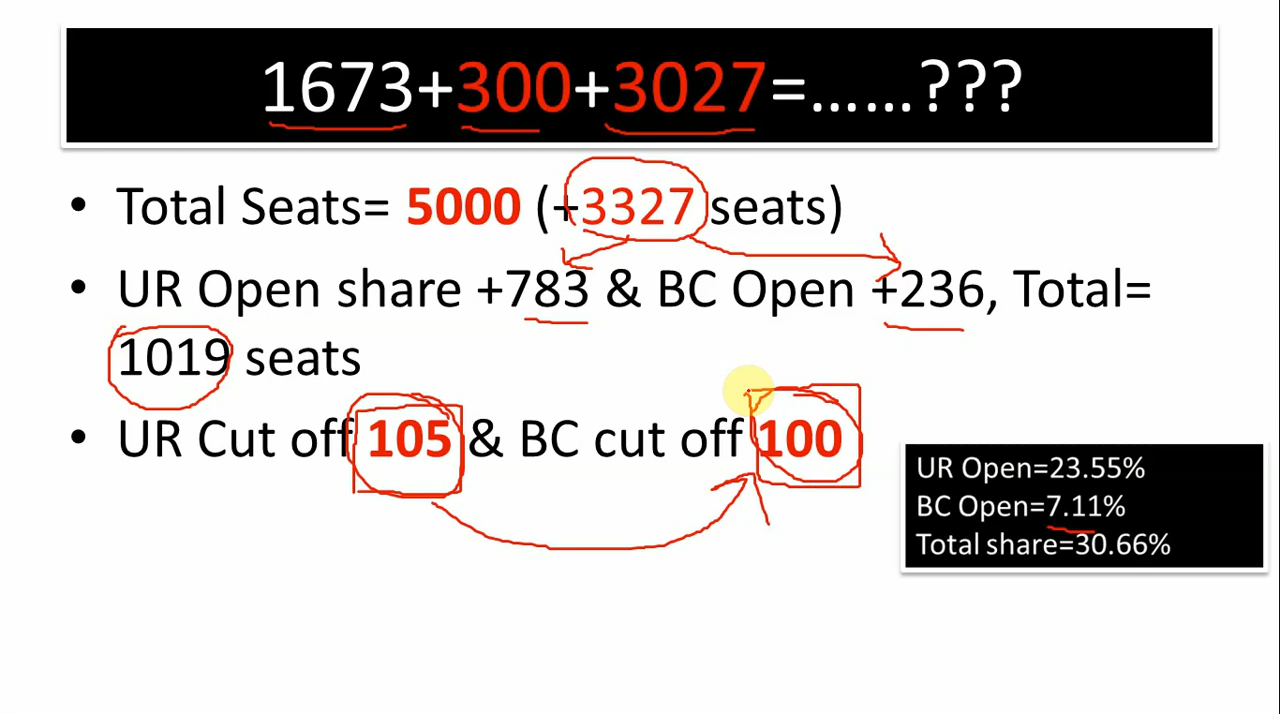 1673+300+3027=......???
• Total Seats= 5000 (+3327 seats)
• UR Open share +783 & BC Open +236, Total=
1019 seats
• UR Cut off 105 & BC cut off 100
UR Open=23.55%
BC Open=7.11%
Total share=30.66%